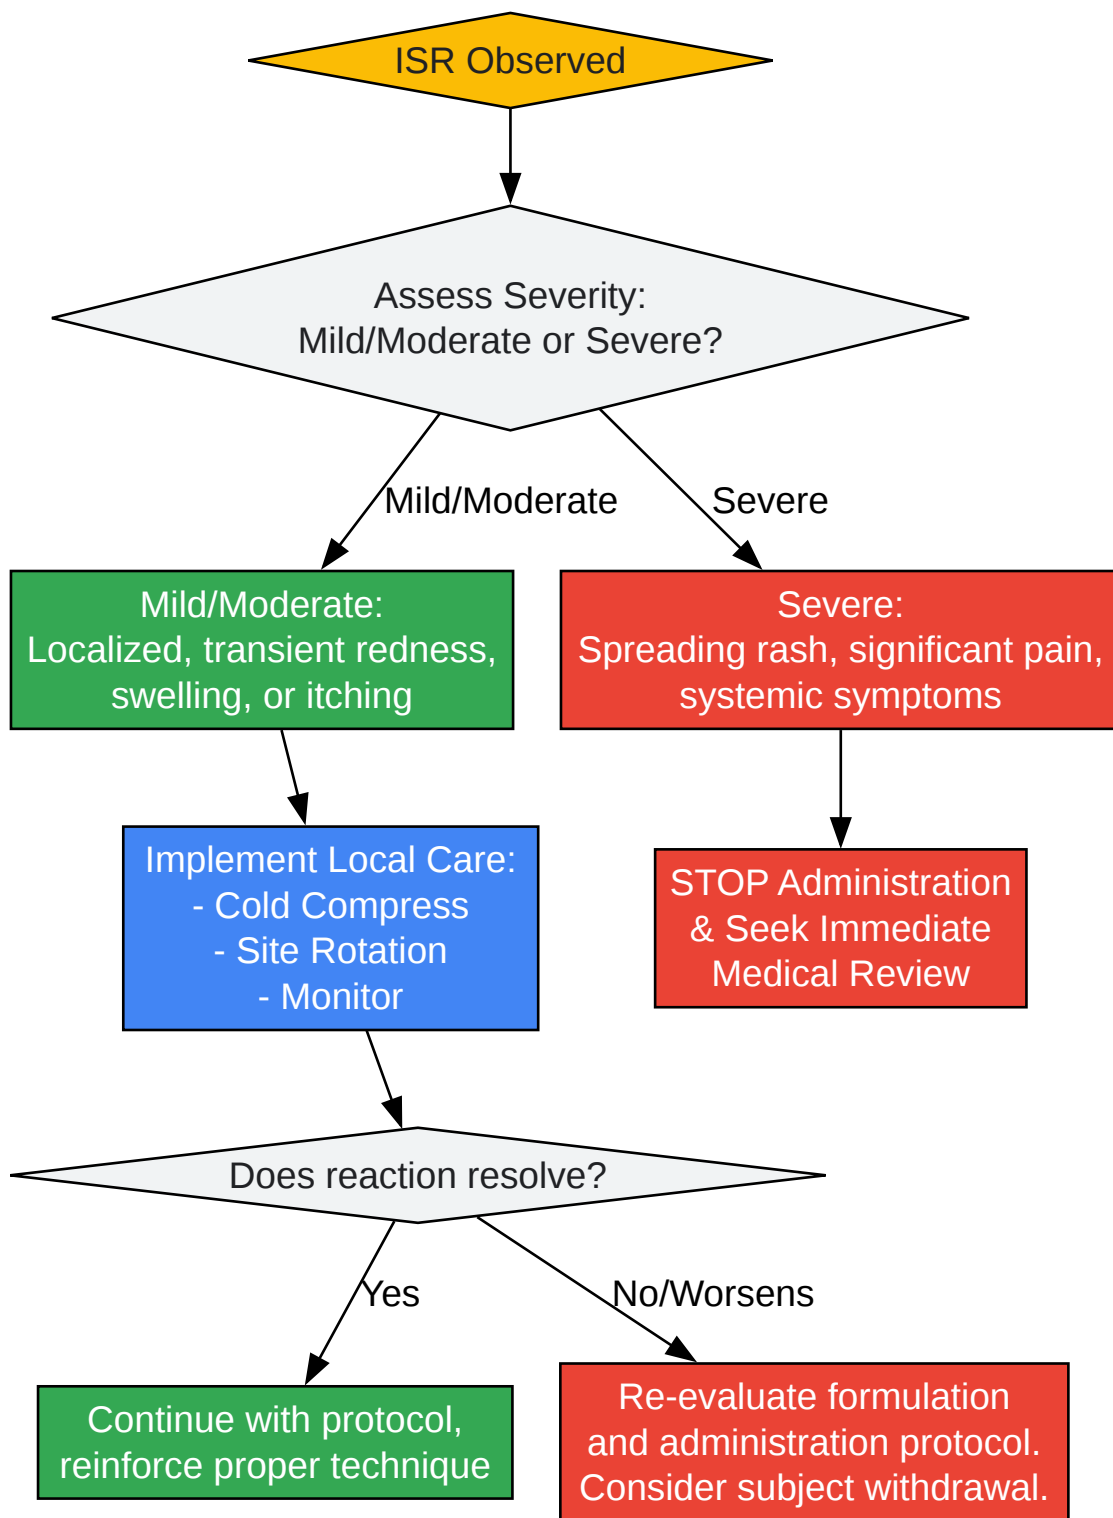 ISR Observed
Assess Severity:
Mild/Moderate or Severe?
Mild/Moderate
Severe
Mild/Moderate:
Localized, transient redness,
swelling, or itching
Severe:
Spreading rash, significant pain,
systemic symptoms
Implement Local Care:
- Cold Compress
- Site Rotation
- Monitor
STOP Administration
& Seek Immediate
Medical Review
Does reaction resolve?
Yes
No/Worsens
Continue with protocol,
reinforce proper technique
Re-evaluate formulation
and administration protocol.
Consider subject withdrawal.